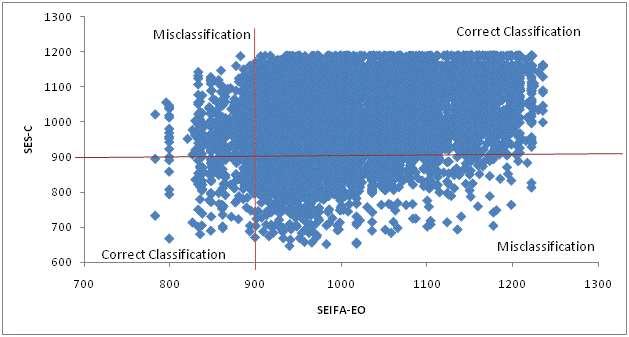 1300
Misclassification
Correct Classification
1200
1100
1000
SES-C
900
800
700
Correct Classification
Misclassification
600
700 800 900 1000 1100 1200 1300
SEIFA-EO